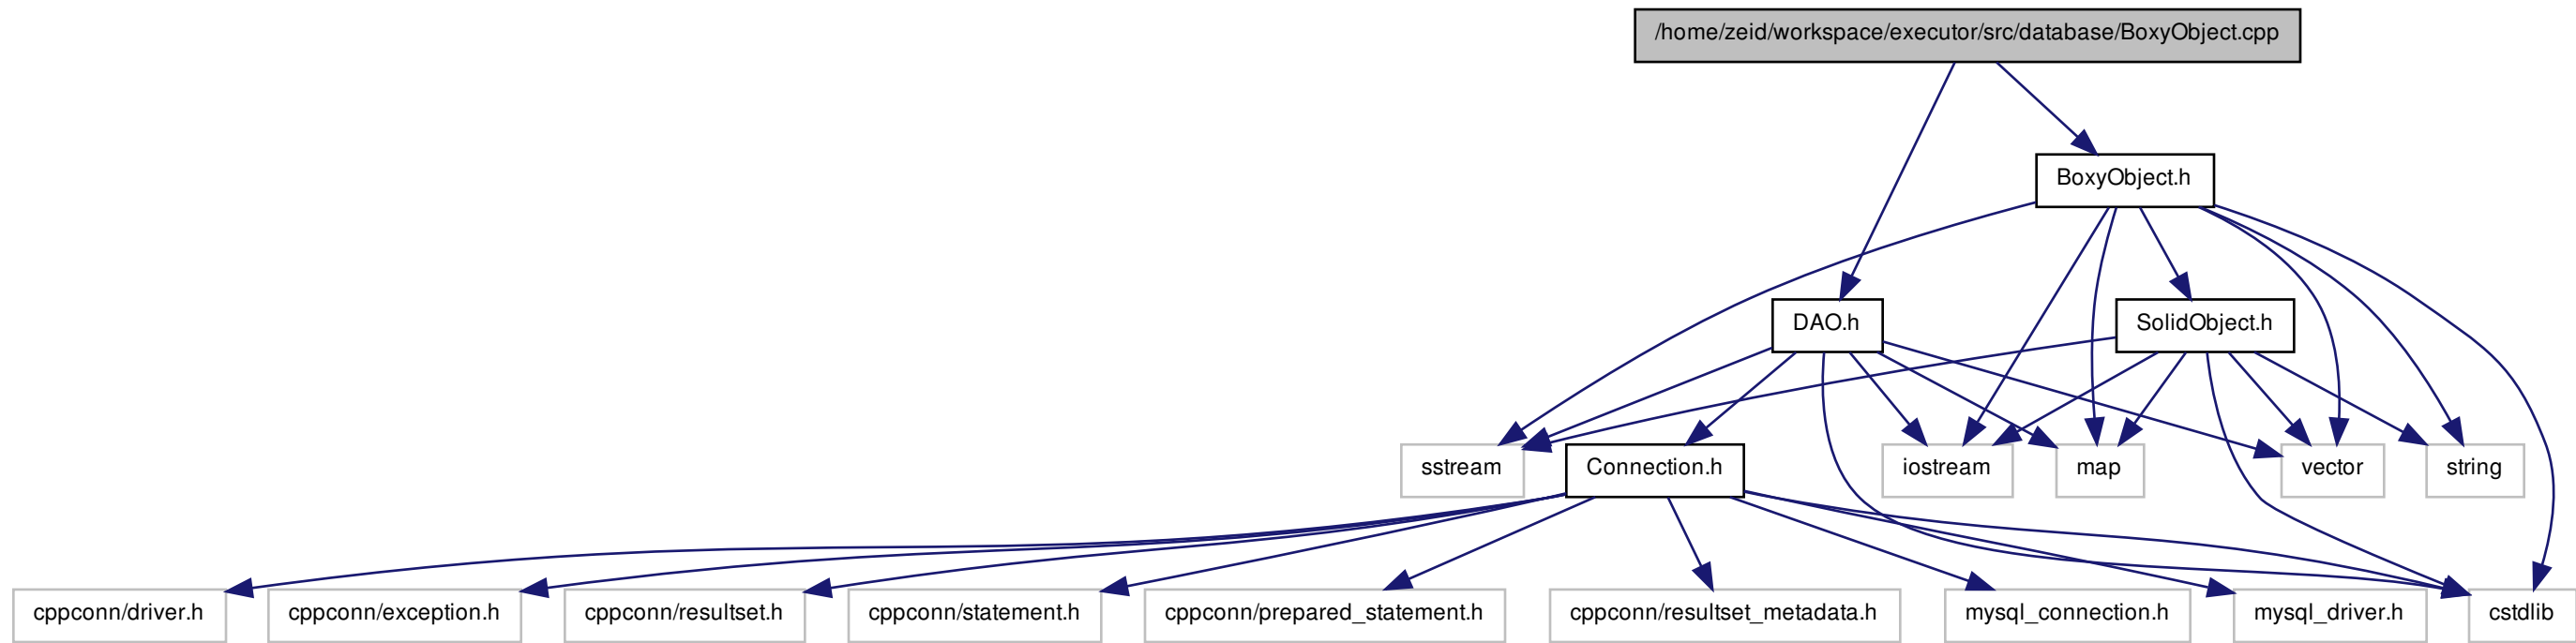 /home/zeid/workspace/executor/src/database/BoxyObject.cpp
BoxyObject.h
DAO.h
SolidObject.h
sstream
Connection.h
iostream
map
vector
string
cppconn/driver.h
cppconn/exception.h
cppconn/resultset.h
cppconn/statement.h
cppconn/prepared_statement.h
cppconn/resultset_metadata.h
mysql_connection.h
mysql_driver.h
cstdlib